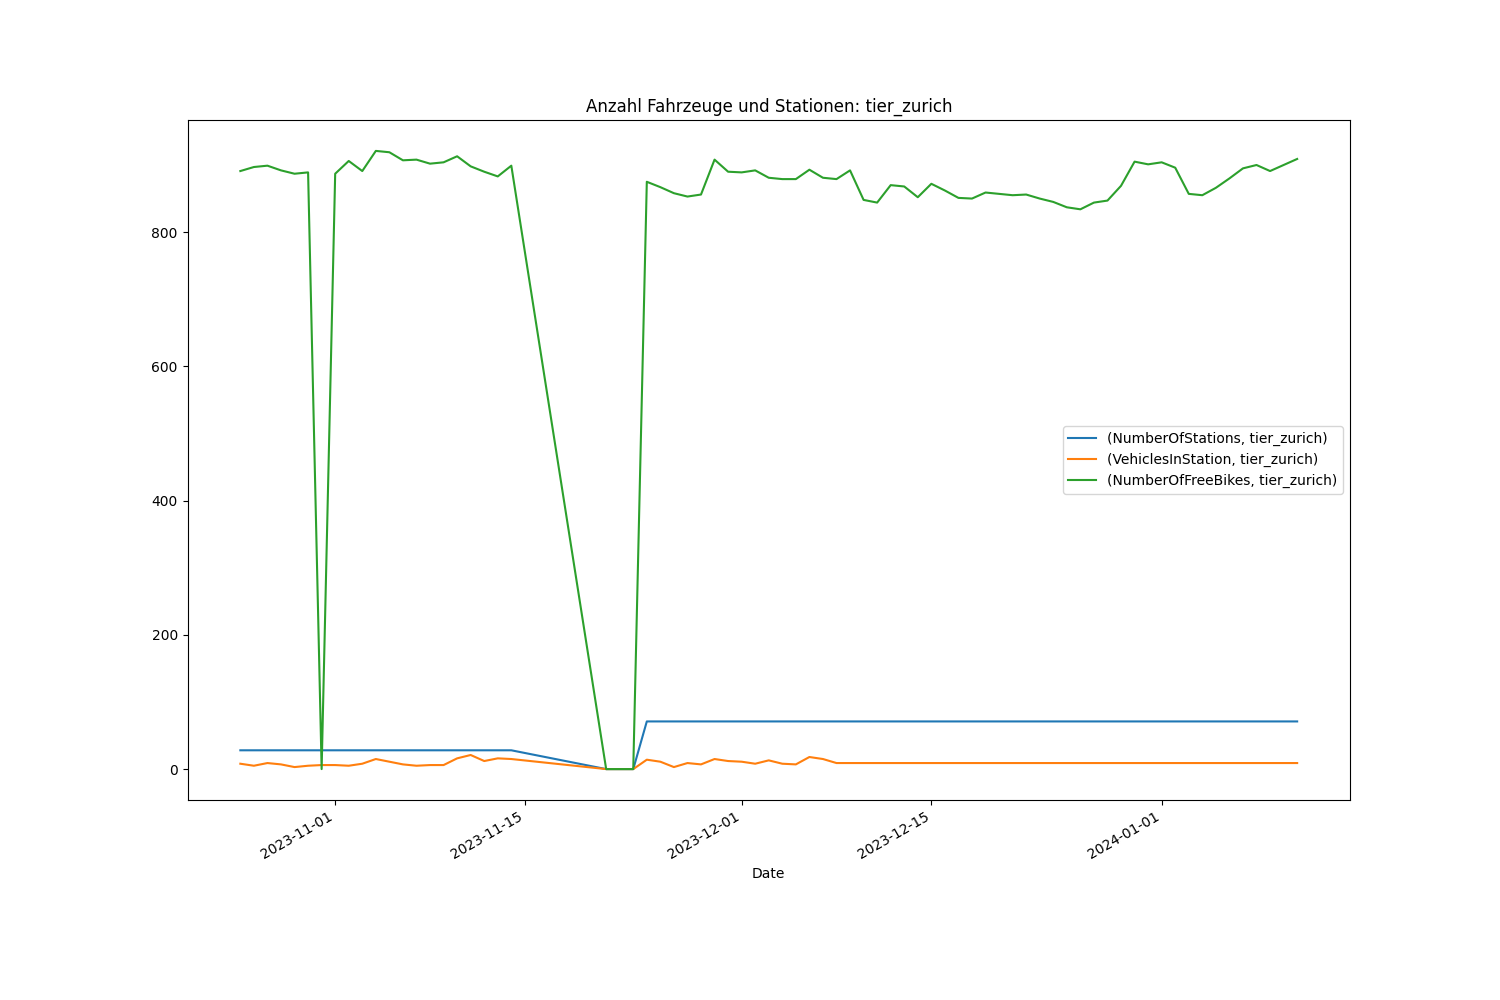 Anzahl Fahrzeuge und Stationen: tier_zurich
800
600
400
200
0
(NumberOfStations, tier_zurich)
(VehiclesInStation, tier_zurich)
(NumberOfFreeBikes, tier_zurich)
2023-11-01
2023-11-15
2023-12-01
2023-12-15
2024-01-01
Date